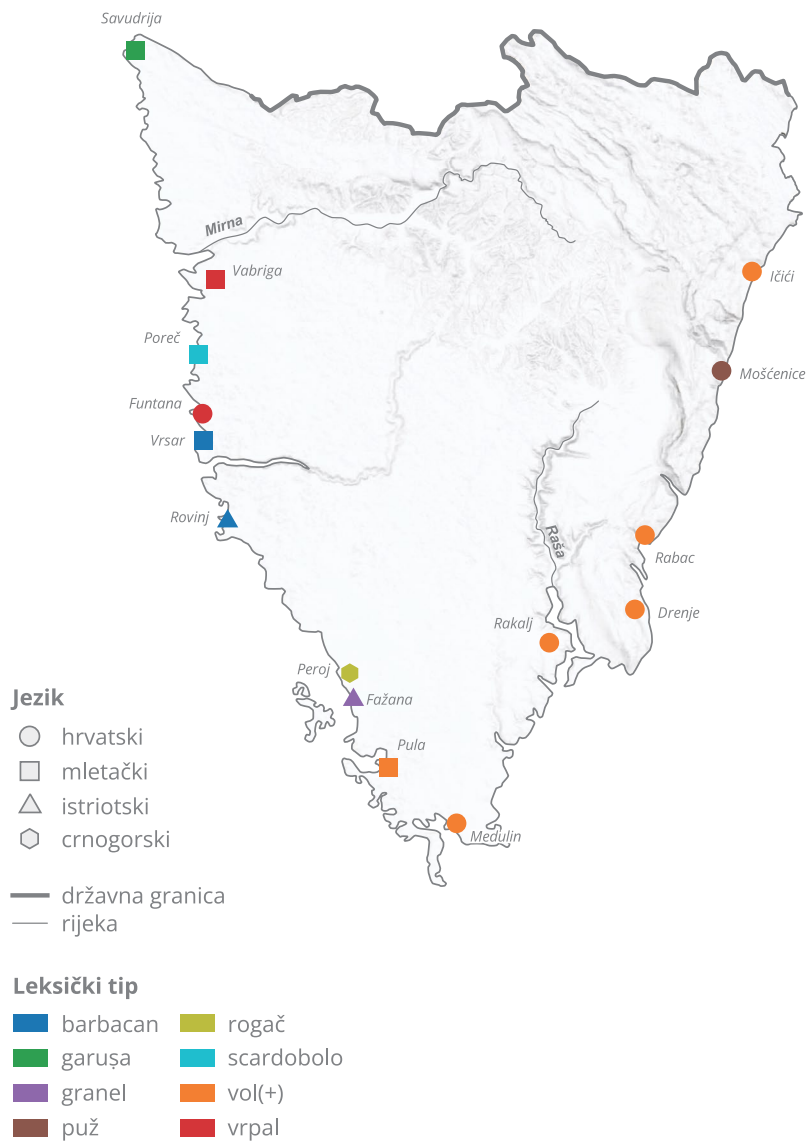 Savudrija
Mirna
Vabriga
Ičići
Poreč
Mošćenice
Funtana
Vrsar
Rovinj
Raša
Rabac
Drenje
Rakalj
Peroj
Fažana
Pula
Medulin
Jezik
hrvatski
mletački
istriotski
crnogorski
državna granica
rijeka
Leksički tip
barbacan
garușa
granel
puž
rogač
scardobolo
vol(+)
vrpal